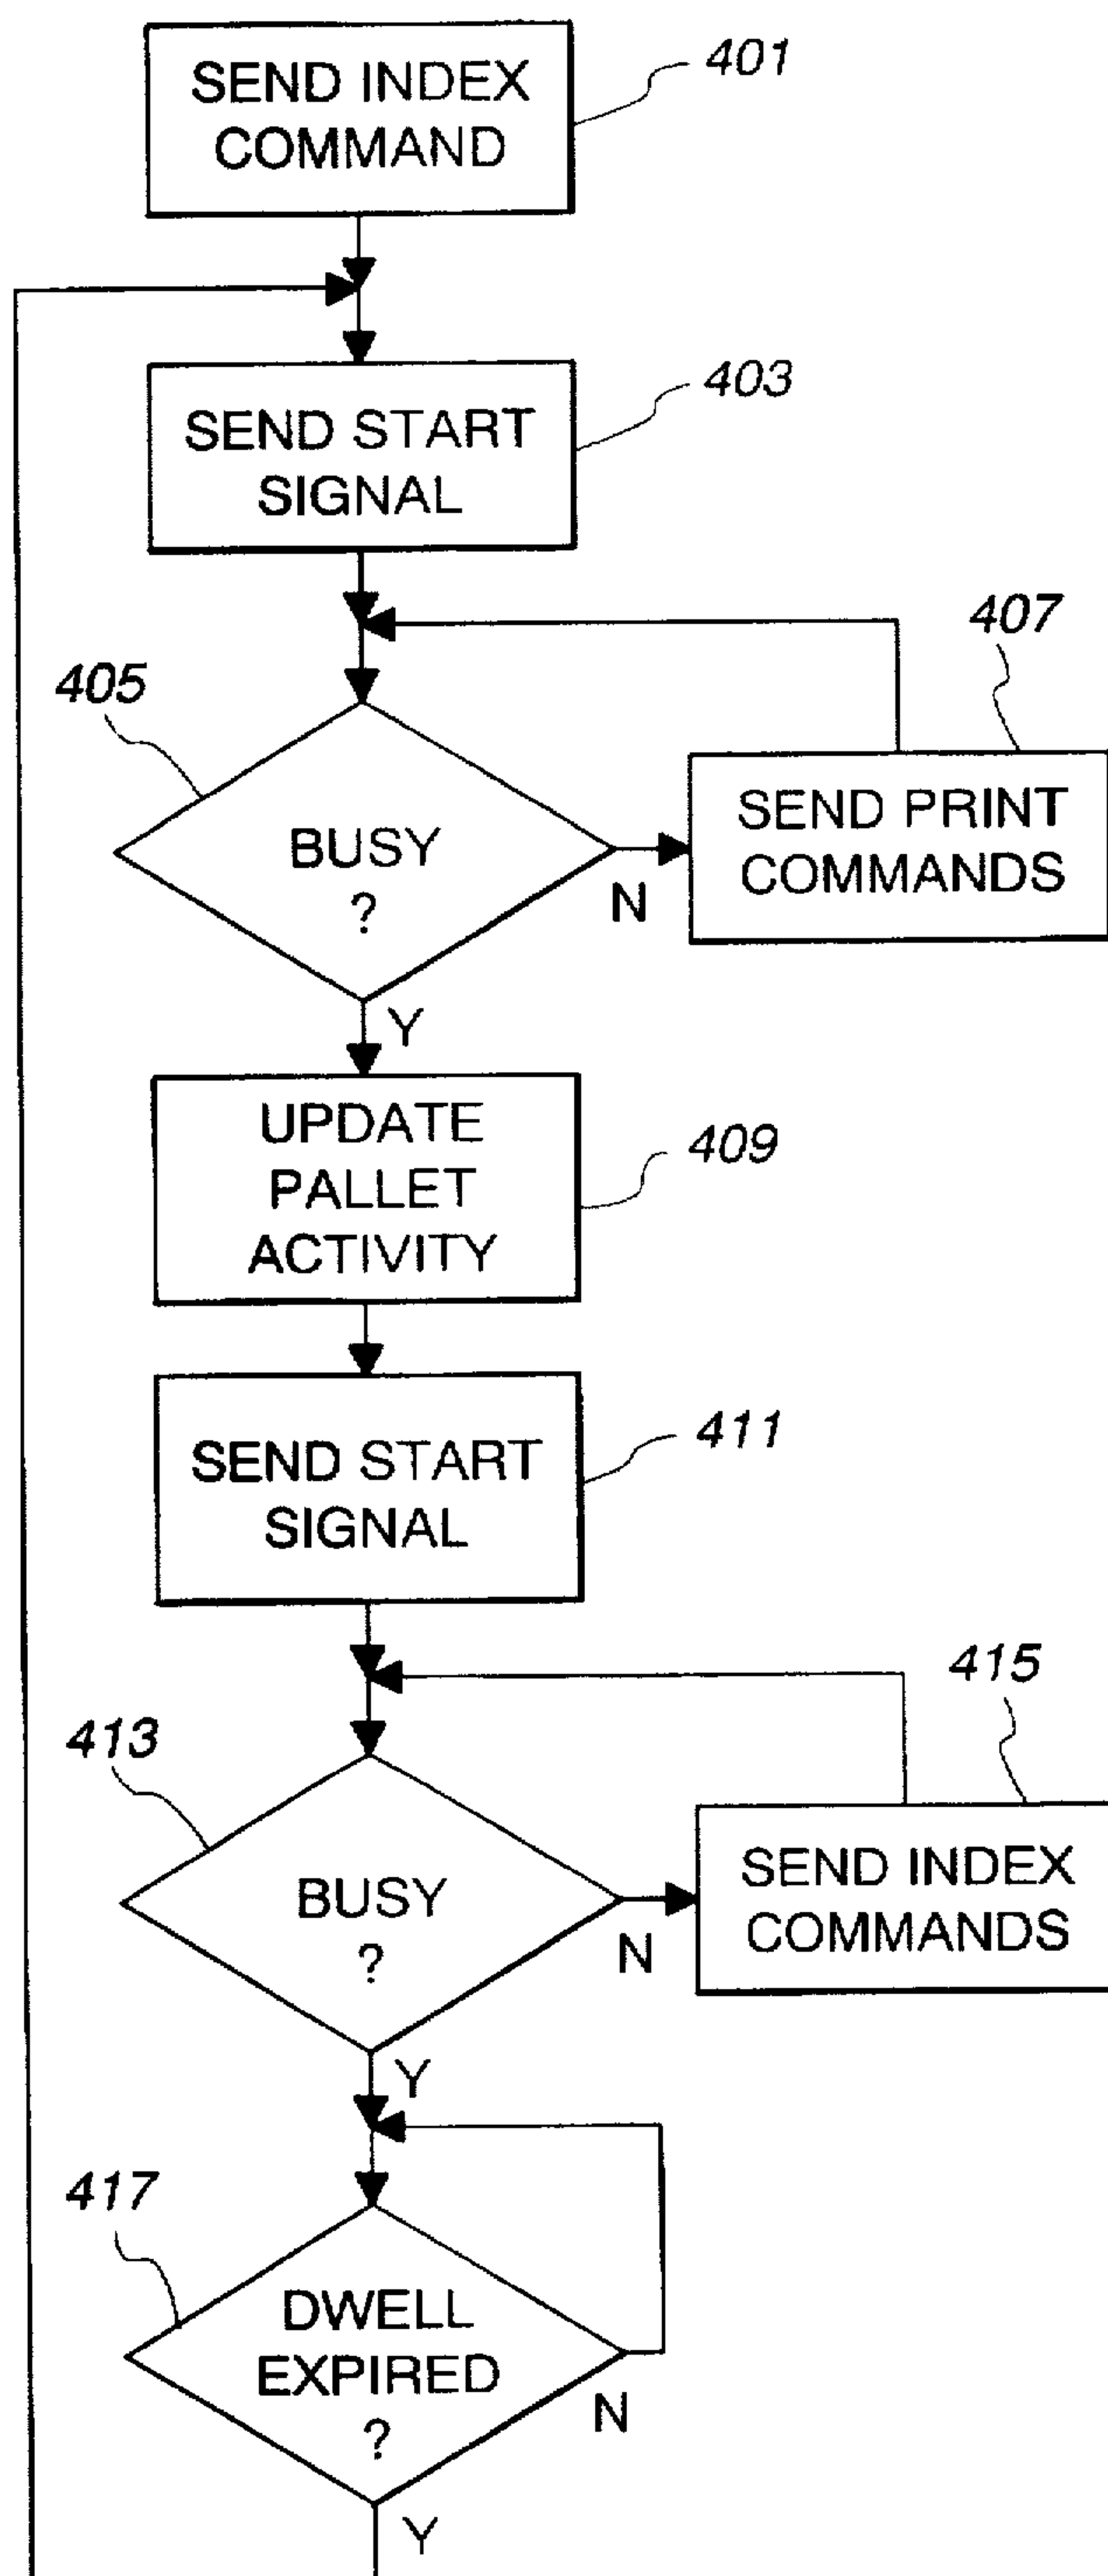 SEND INDEX
COMMAND
401
SEND START
SIGNAL
403
405
BUSY
?
N
407
SEND PRINT
COMMANDS
Y
UPDATE
PALLET
ACTIVITY
409
SEND START
SIGNAL
411
413
BUSY
?
N
415
SEND INDEX
COMMANDS
Y
417
DWELL
EXPIRED
?
N
Y